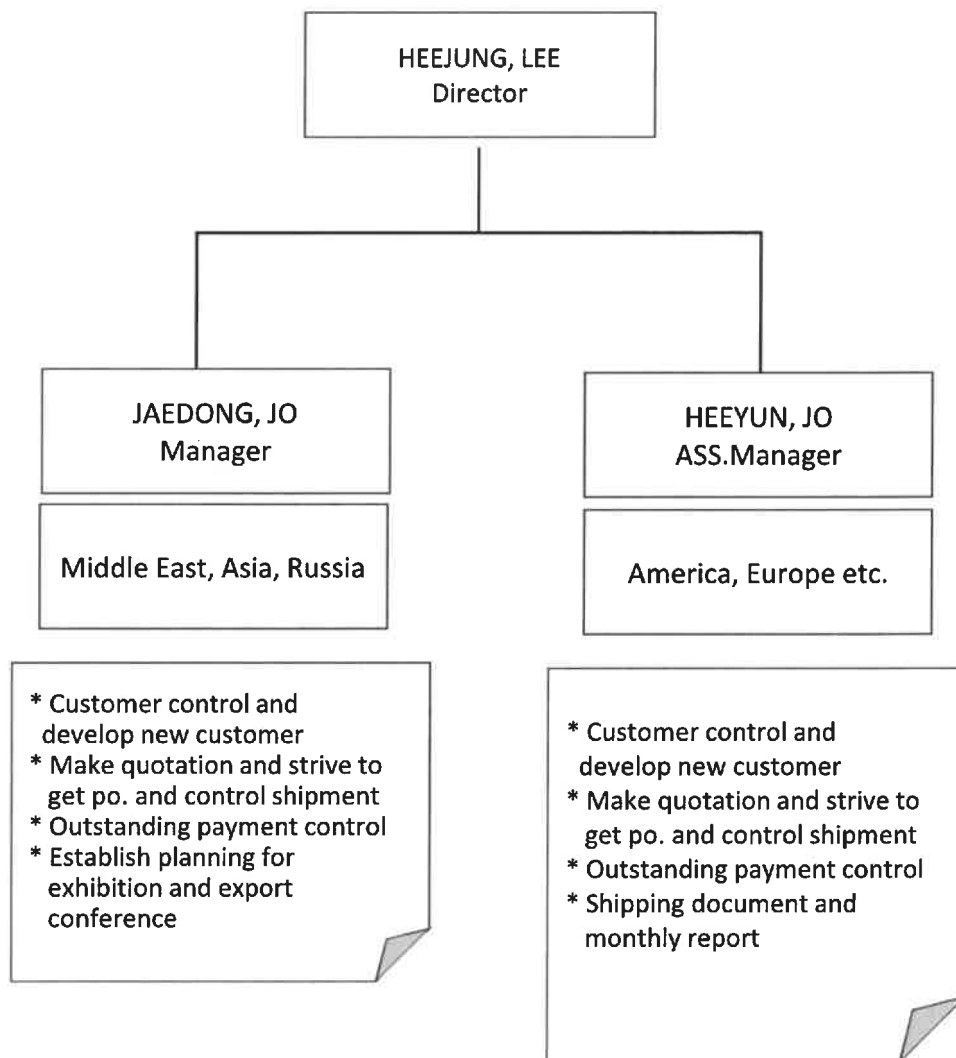 HEEJUNG, LEE
Director
JAEDONG, JO
Manager
Middle East, Asia, Russia
* Customer control and
develop new customer
* Make quotation and strive to
get po. and control shipment
* Outstanding payment control
* Establish planning for
exhibition and export
conference
HEEYUN, JO
ASS.Manager
America, Europe etc.
* Customer control and
develop new customer
* Make quotation and strive to
get po. and control shipment
* Outstanding payment control
* Shipping document and
monthly report